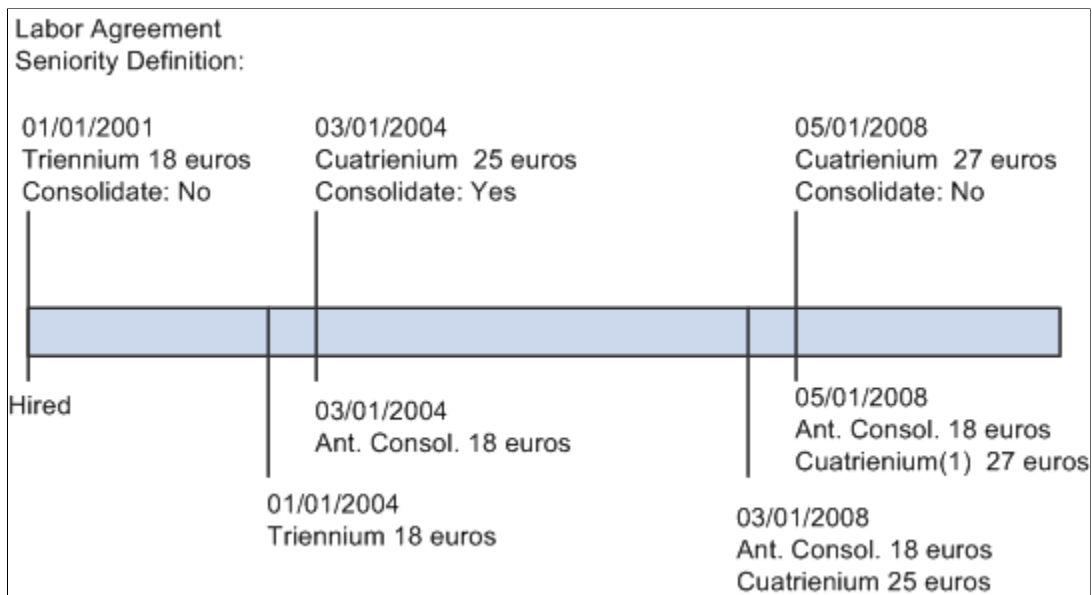 Labor Agreement
Seniority Definition:
01/01/2001
Triennium 18 euros
Consolidate: No
03/01/2004
Cuatrienium  25 euros
Consolidate: Yes
05/01/2008
Cuatrienium  27 euros
Consolidate: No
Hired
03/01/2004
Ant. Consol. 18 euros
05/01/2008
Ant. Consol. 18 euros
Cuatrienium(1)  27 euros
01/01/2004
Triennium 18 euros
03/01/2008
Ant. Consol. 18 euros
Cuatrienium 25 euros